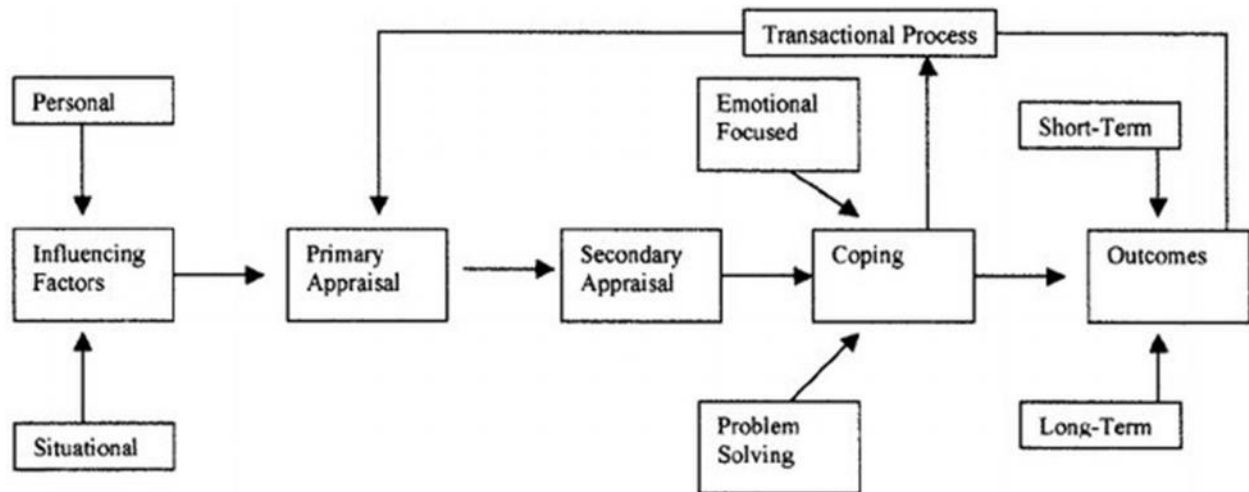 Transactional Process
Personal
Emotional
Focused
Short-Term
Influencing
Factors
Primary
Appraisal
Secondary
Appraisal
Coping
Outcomes
Situational
Problem
Solving
Long-Term